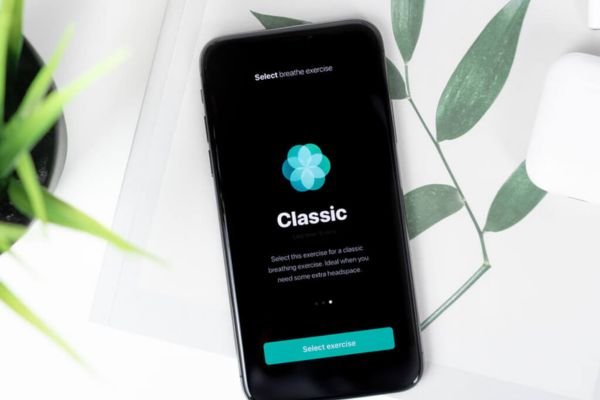 Select breathe exercise
Classic
Select this exercise for a classic
breathing exercise. Ideal when you
need some extra headspace.
Select exercise